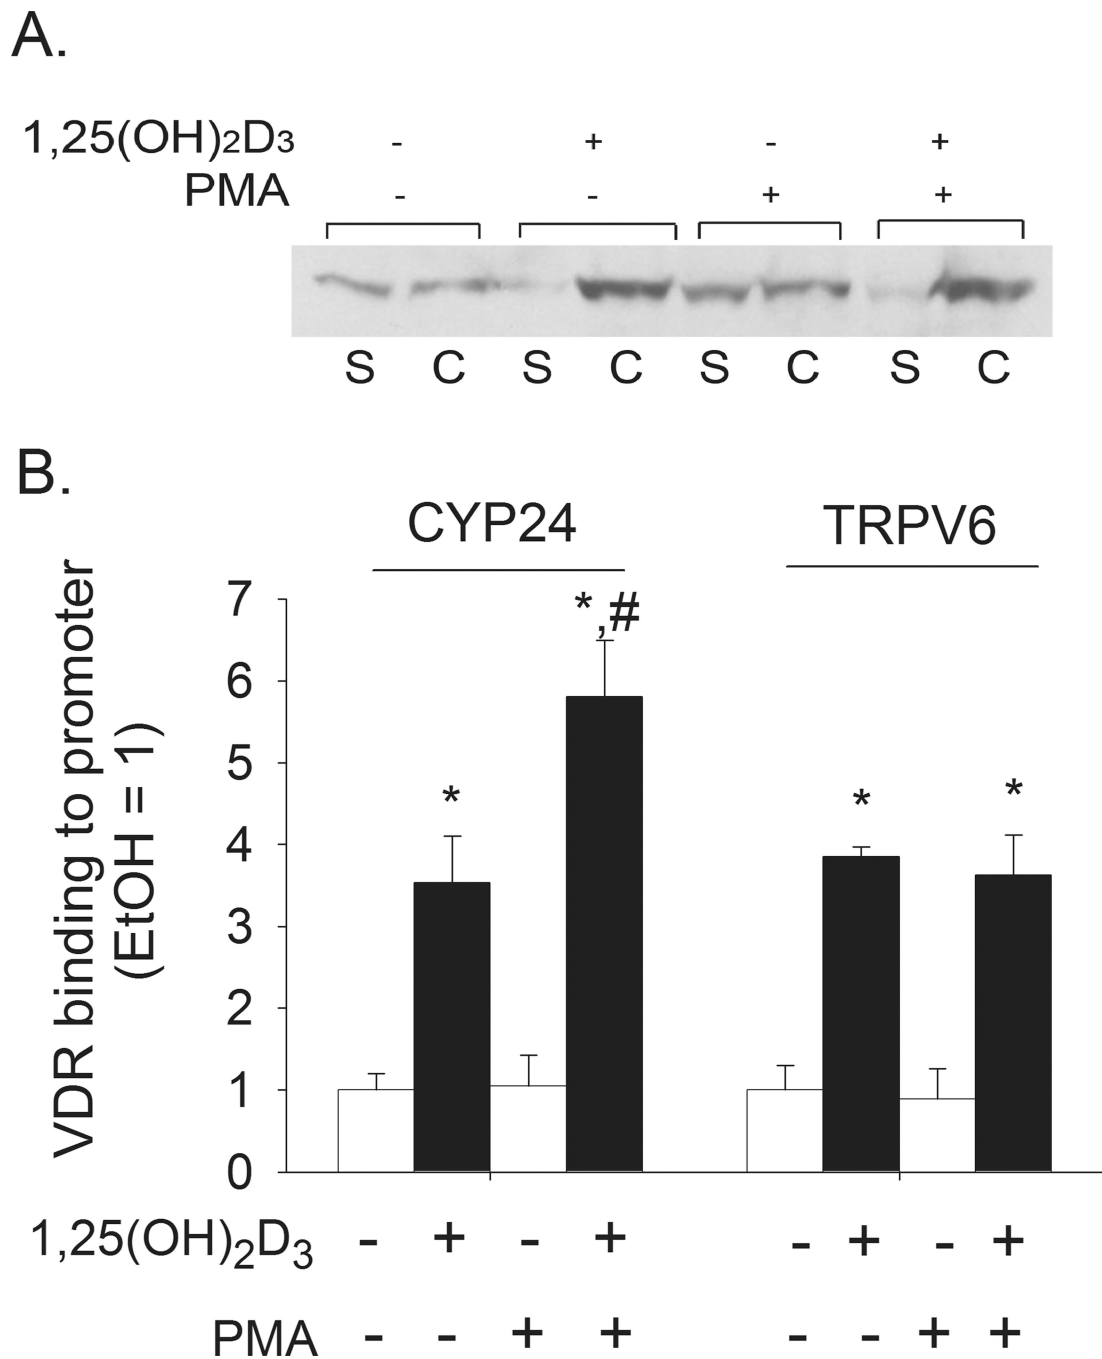 A.
1,25(OH)₂D₃ - + - +
PMA - - + +
S C S C S C S C
B.
CYP24 TRPV6
VDR binding to promoter
(EtOH = 1)
7
*,#
6
5
* * *
4
3
2
1
0
1,25(OH)₂D₃ - + - + - + - +
PMA - - + + - - + +